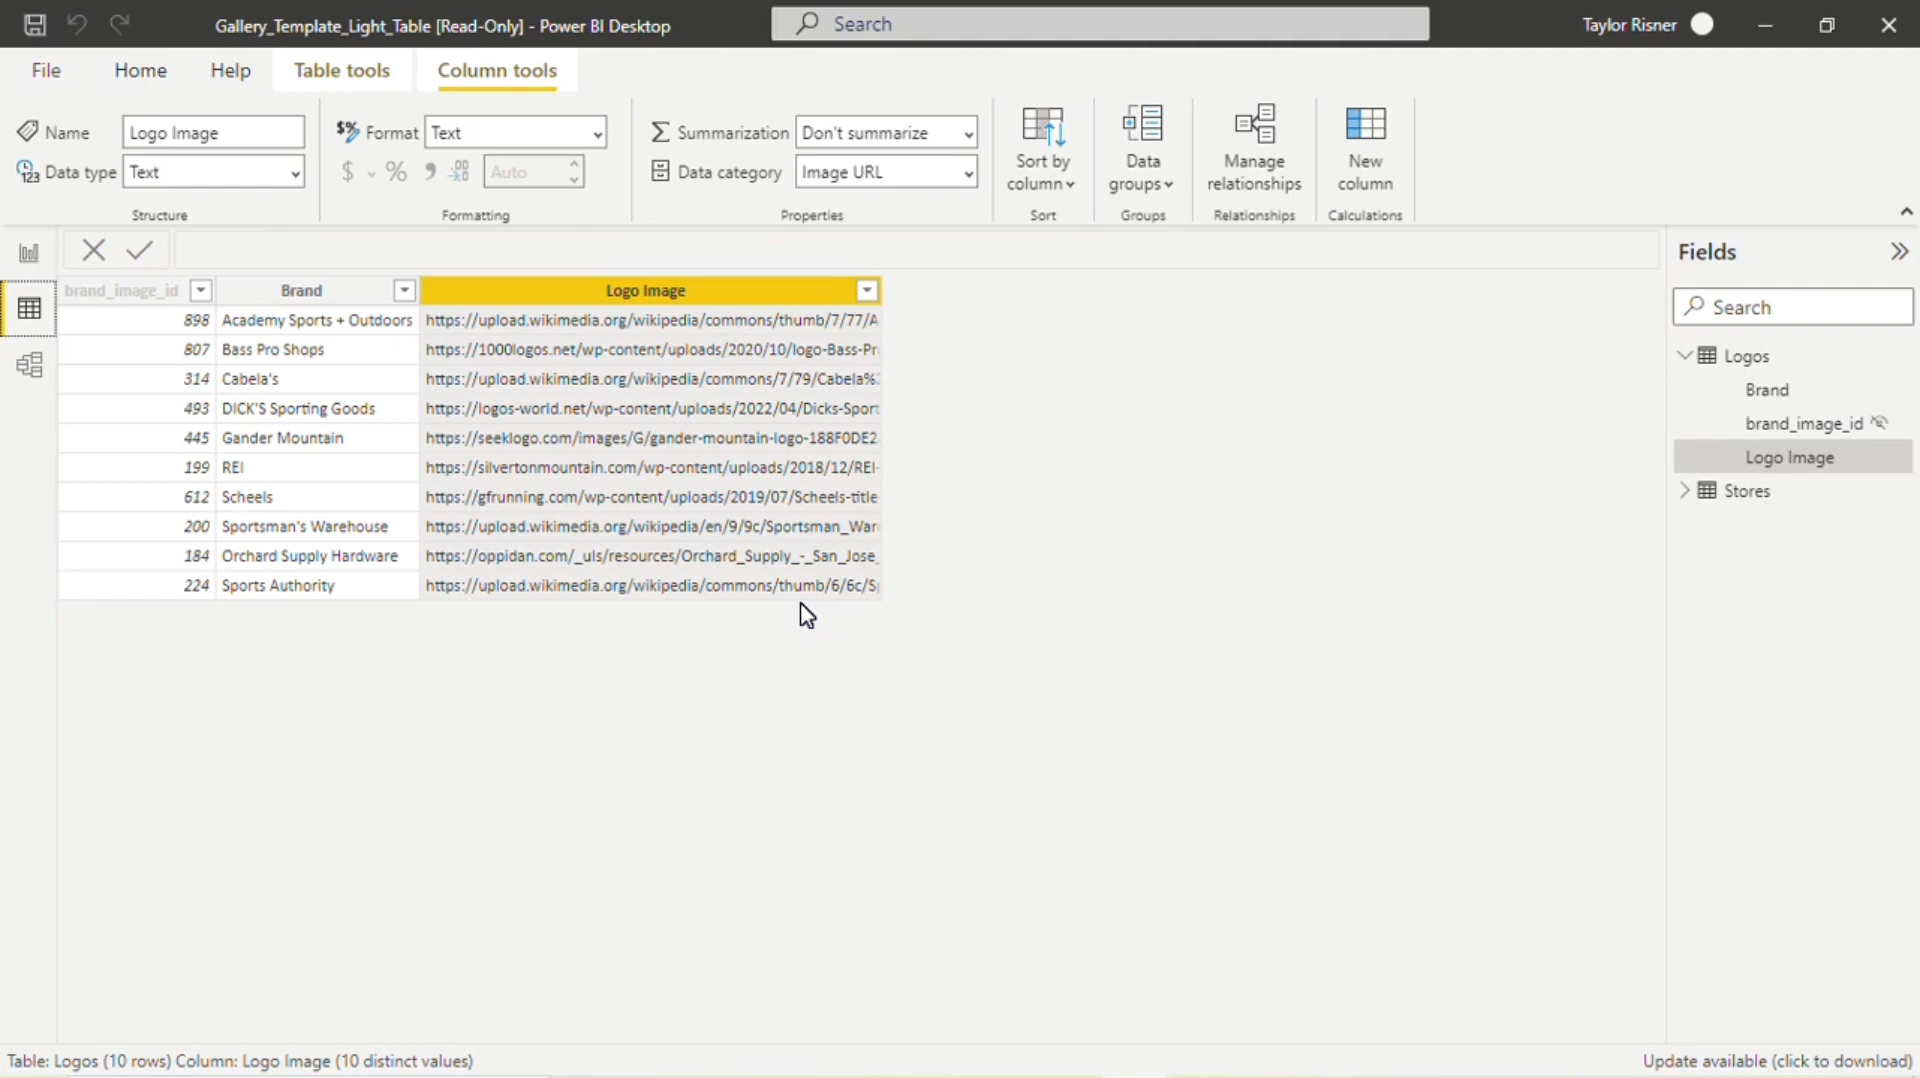 Gallery_Template_Light_Table [Read-Only] - Power BI Desktop
Search
Taylor Risner
File
Home
Help
Table tools
Column tools
Name
Logo Image
Format
Text
Summarization
Don't summarize
Data type
Text
$
%
Auto
Data category
Image URL
Sort by
column
Data
groups
Manage
relationships
New
column
Structure
Formatting
Properties
Sort
Groups
Relationships
Calculations
Fields
Search
Logos
Brand
brand_image_id
Logo Image
Stores
brand_image_id Brand Logo Image
898 Academy Sports + Outdoors https://upload.wikimedia.org/wikipedia/commons/thumb/7/77/A
807 Bass Pro Shops https://1000logos.net/wp-content/uploads/2020/10/logo-Bass-Pr
314 Cabela's https://upload.wikimedia.org/wikipedia/commons/7/79/Cabela%
493 DICK'S Sporting Goods https://logos-world.net/wp-content/uploads/2022/04/Dicks-Sport
445 Gander Mountain https://seeklogo.com/images/G/gander-mountain-logo-188F0DE2
199 REI https://silvertonmountain.com/wp-content/uploads/2018/12/REI-
612 Scheels https://gfrunning.com/wp-content/uploads/2019/07/Scheels-title
200 Sportsman's Warehouse https://upload.wikimedia.org/wikipedia/en/9/9c/Sportsman_War
184 Orchard Supply Hardware https://oppidan.com/_uls/resources/Orchard_Supply_-_San_Jose_
224 Sports Authority https://upload.wikimedia.org/wikipedia/commons/thumb/6/6c/S
Table: Logos (10 rows) Column: Logo Image (10 distinct values)
Update available (click to download)